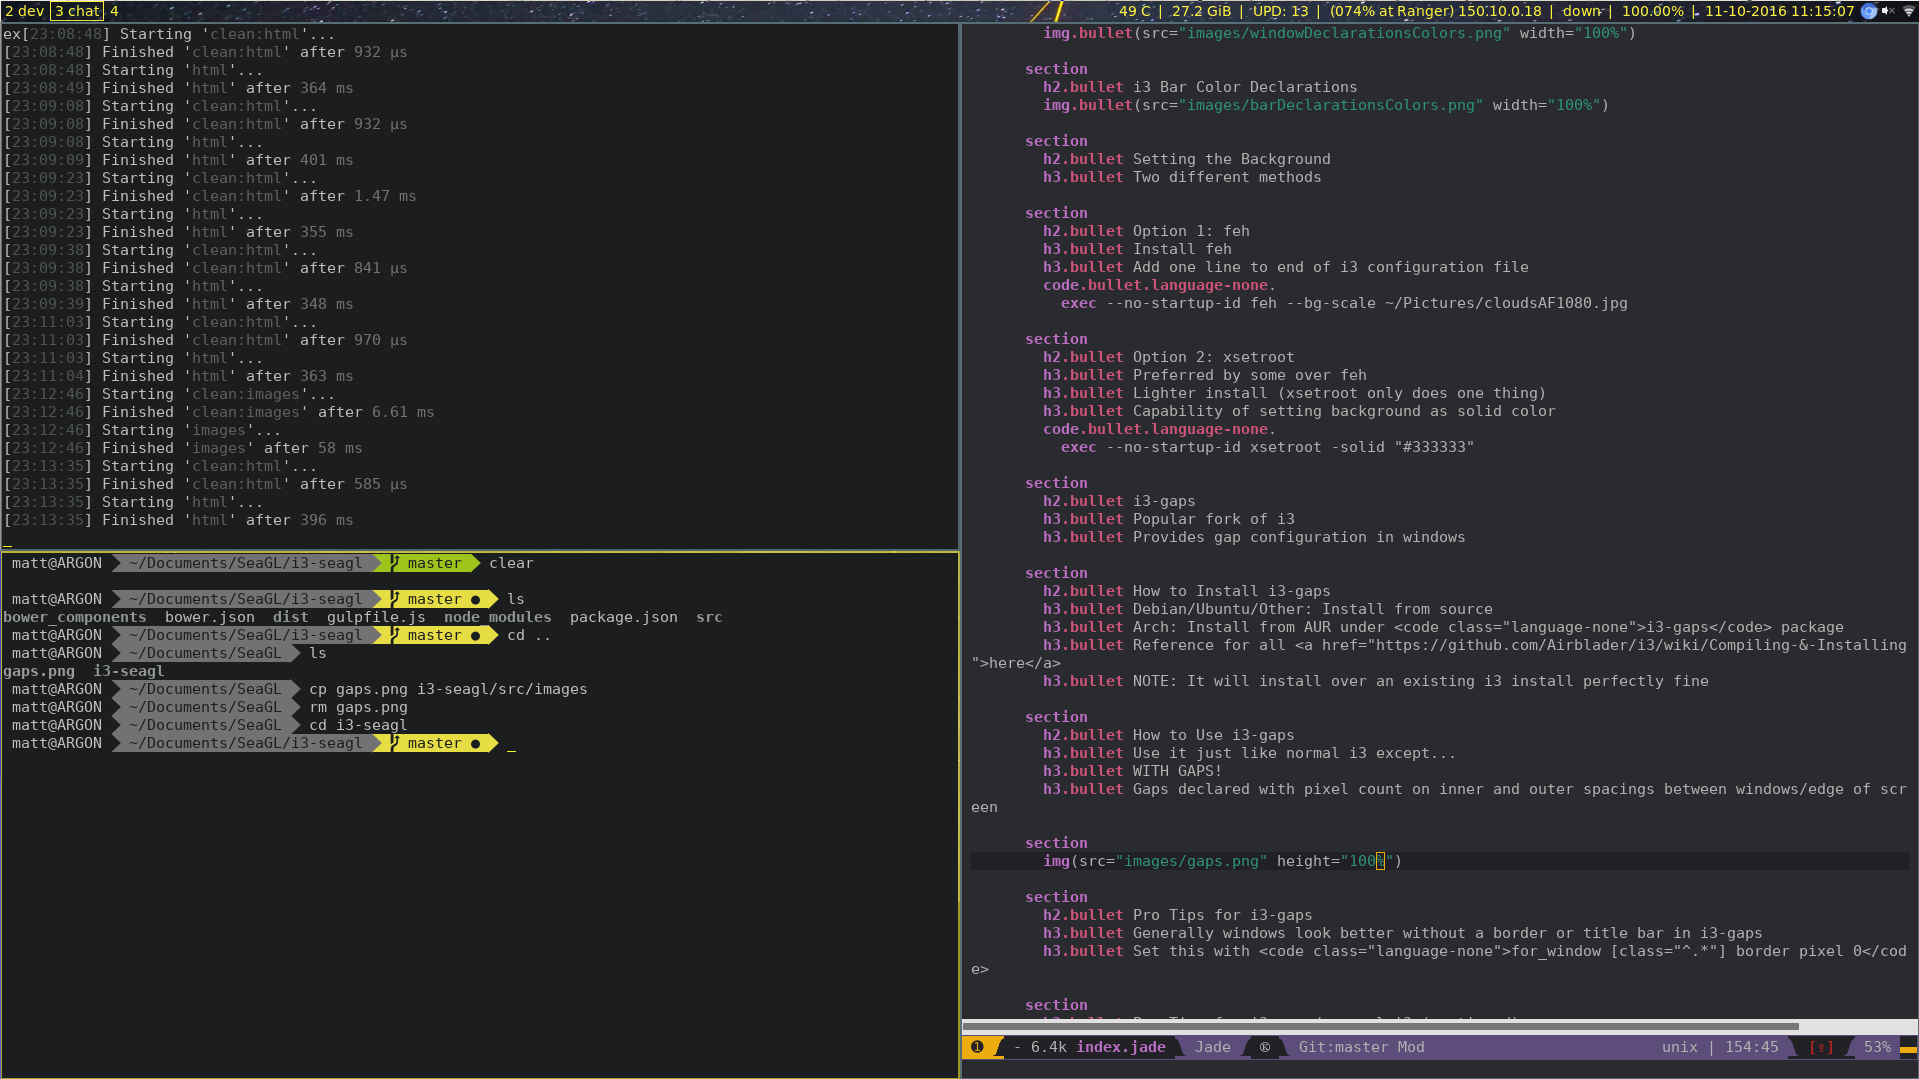 2 dev 3 chat 4 49 C | 27.2 GiB | UPD: 13 | (074% at Ranger) 150.10.0.18 | down | 100.00% | 11-10-2016 11:15:07
ex[23:08:48] Starting 'clean:html'...
[23:08:48] Finished 'clean:html' after 932 μs
[23:08:48] Starting 'html'...
[23:08:49] Finished 'html' after 364 ms
[23:09:08] Starting 'clean:html'...
[23:09:08] Finished 'clean:html' after 932 μs
[23:09:08] Starting 'html'...
[23:09:09] Finished 'html' after 401 ms
[23:09:23] Starting 'clean:html'...
[23:09:23] Finished 'clean:html' after 1.47 ms
[23:09:23] Starting 'html'...
[23:09:23] Finished 'html' after 355 ms
[23:09:38] Starting 'clean:html'...
[23:09:38] Finished 'clean:html' after 841 μs
[23:09:38] Starting 'html'...
[23:09:39] Finished 'html' after 348 ms
[23:11:03] Starting 'clean:html'...
[23:11:03] Finished 'clean:html' after 970 μs
[23:11:03] Starting 'html'...
[23:11:04] Finished 'html' after 363 ms
[23:12:46] Starting 'clean:images'...
[23:12:46] Finished 'clean:images' after 6.61 ms
[23:12:46] Starting 'images'...
[23:12:46] Finished 'images' after 58 ms
[23:13:35] Starting 'clean:html'...
[23:13:35] Finished 'clean:html' after 585 μs
[23:13:35] Starting 'html'...
[23:13:35] Finished 'html' after 396 ms
matt@ARGON ~/Documents/SeaGL/i3-seagl master clear
matt@ARGON ~/Documents/SeaGL/i3-seagl master ● ls
bower_components bower.json dist gulpfile.js node_modules package.json src
matt@ARGON ~/Documents/SeaGL/i3-seagl master ● cd ..
matt@ARGON ~/Documents/SeaGL ls
gaps.png i3-seagl
matt@ARGON ~/Documents/SeaGL cp gaps.png i3-seagl/src/images
matt@ARGON ~/Documents/SeaGL rm gaps.png
matt@ARGON ~/Documents/SeaGL cd i3-seagl
matt@ARGON ~/Documents/SeaGL/i3-seagl master ● _
img.bullet(src="images/windowDeclarationsColors.png" width="100%")
section
h2.bullet i3 Bar Color Declarations
img.bullet(src="images/barDeclarationsColors.png" width="100%")
section
h2.bullet Setting the Background
h3.bullet Two different methods
section
h2.bullet Option 1: feh
h3.bullet Install feh
h3.bullet Add one line to end of i3 configuration file
code.bullet.language-none.
exec --no-startup-id feh --bg-scale ~/Pictures/cloudsAF1080.jpg
section
h2.bullet Option 2: xsetroot
h3.bullet Preferred by some over feh
h3.bullet Lighter install (xsetroot only does one thing)
h3.bullet Capability of setting background as solid color
code.bullet.language-none.
exec --no-startup-id xsetroot -solid "#333333"
section
h2.bullet i3-gaps
h3.bullet Popular fork of i3
h3.bullet Provides gap configuration in windows
section
h2.bullet How to Install i3-gaps
h3.bullet Debian/Ubuntu/Other: Install from source
h3.bullet Arch: Install from AUR under <code class="language-none">i3-gaps</code> package
h3.bullet Reference for all <a href="https://github.com/Airblader/i3/wiki/Compiling-&-Installing
">here</a>
h3.bullet NOTE: It will install over an existing i3 install perfectly fine
section
h2.bullet How to Use i3-gaps
h3.bullet Use it just like normal i3 except...
h3.bullet WITH GAPS!
h3.bullet Gaps declared with pixel count on inner and outer spacings between windows/edge of scr
een
section
img(src="images/gaps.png" height="100%")
section
h2.bullet Pro Tips for i3-gaps
h3.bullet Generally windows look better without a border or title bar in i3-gaps
h3.bullet Set this with <code class="language-none">for_window [class="^.*"] border pixel 0</cod
e>
section
❶ - 6.4k index.jade Jade Ⓚ Git:master Mod unix | 154:45 [⇪] 53%